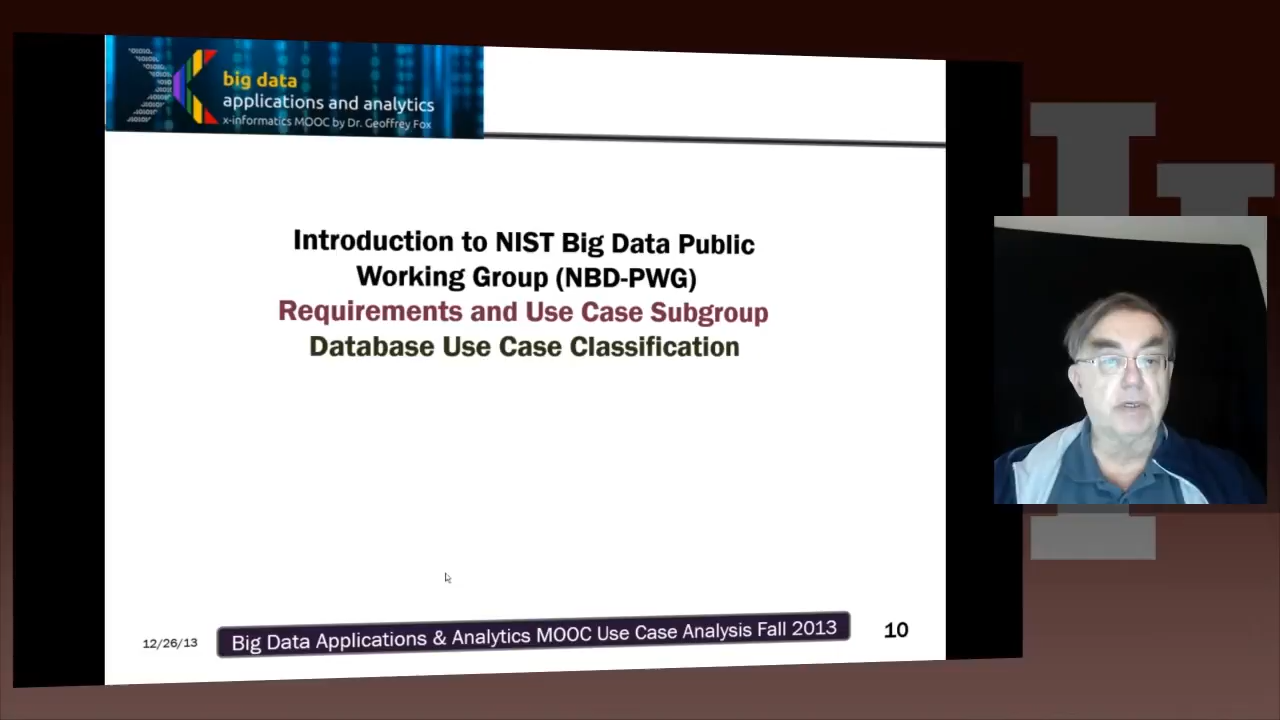 big data
applications and analytics
x-informatics MOOC by Dr. Geoffrey Fox
Introduction to NIST Big Data Public
Working Group (NBD-PWG)
Requirements and Use Case Subgroup
Database Use Case Classification
12/26/13
Big Data Applications & Analytics MOOC Use Case Analysis Fall 2013
10